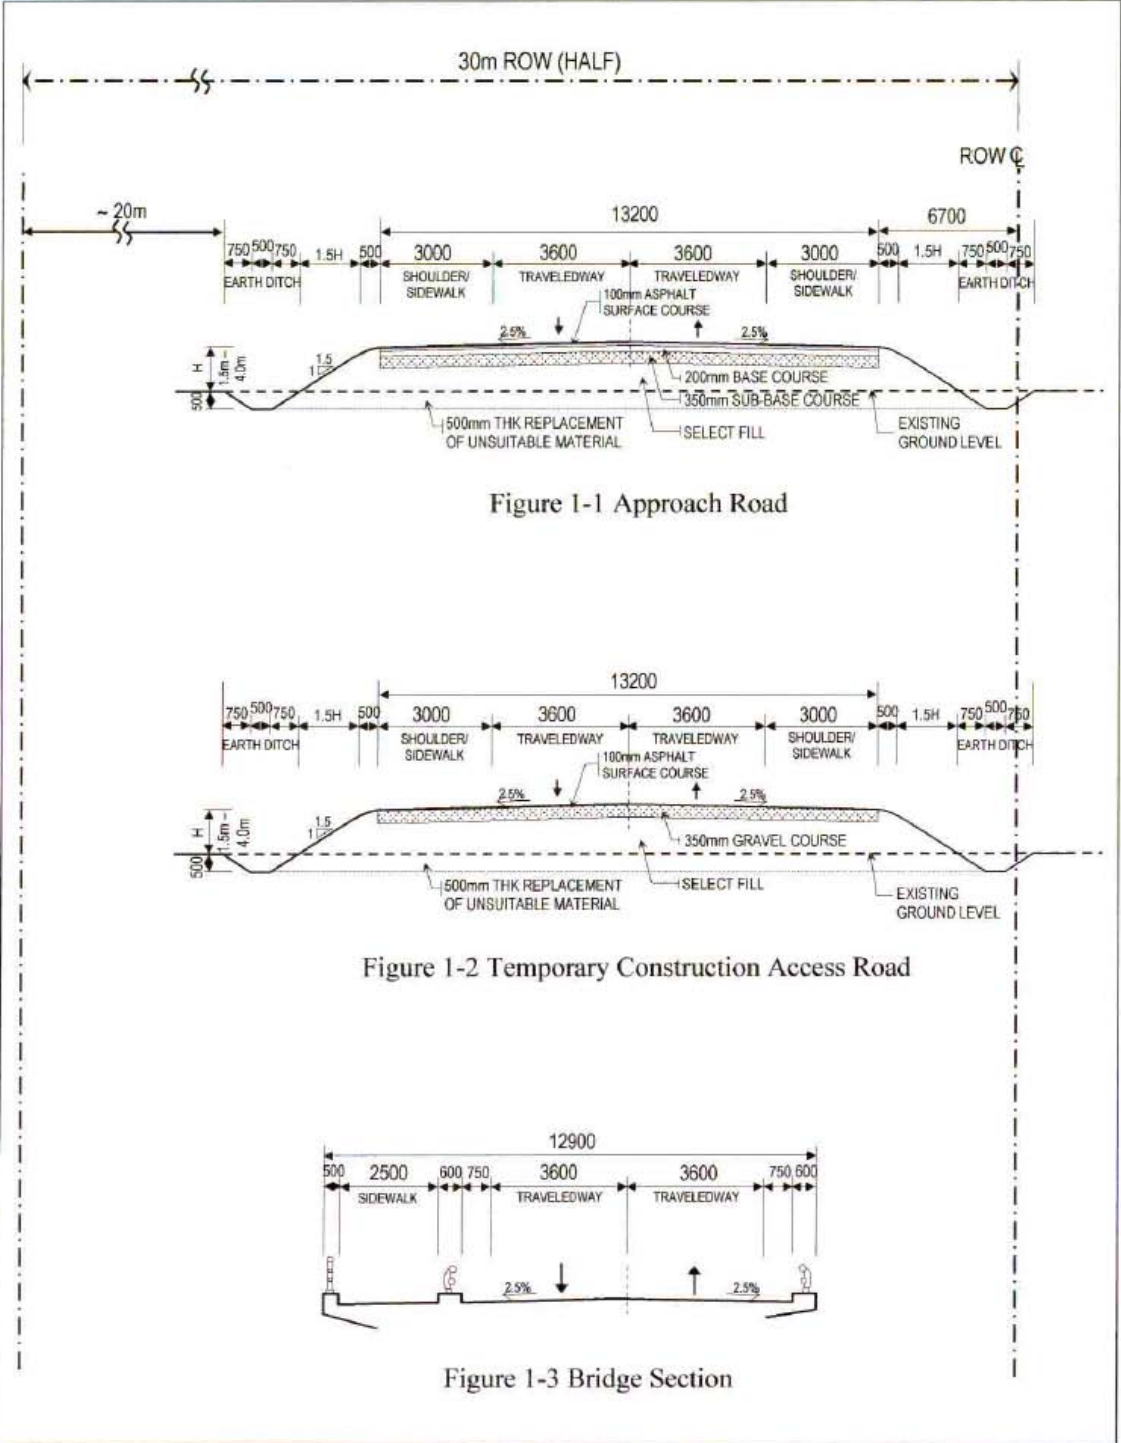 30m ROW (HALF)
ROW ℄
~ 20m
13200
6700
750 500 750 1.5H 500 3000 3600 3600 3000 500 1.5H 750 500 750
EARTH DITCH SHOULDER/ TRAVELEDWAY TRAVELEDWAY SHOULDER/ EARTH DITCH
SIDEWALK SIDEWALK
100mm ASPHALT
SURFACE COURSE
2.5% 2.5%
H 1.5m – 4.0m
1.5
1
500
200mm BASE COURSE
350mm SUB-BASE COURSE
500mm THK REPLACEMENT
OF UNSUITABLE MATERIAL
SELECT FILL
EXISTING
GROUND LEVEL
Figure 1-1 Approach Road
13200
750 500 750 1.5H 500 3000 3600 3600 3000 500 1.5H 750 500 750
EARTH DITCH SHOULDER/ TRAVELEDWAY TRAVELEDWAY SHOULDER/ EARTH DITCH
SIDEWALK SIDEWALK
100mm ASPHALT
SURFACE COURSE
2.5% 2.5%
H 1.5m – 4.0m
1.5
1
500
350mm GRAVEL COURSE
500mm THK REPLACEMENT
OF UNSUITABLE MATERIAL
SELECT FILL
EXISTING
GROUND LEVEL
Figure 1-2 Temporary Construction Access Road
12900
500 2500 600 750 3600 3600 750 600
SIDEWALK TRAVELEDWAY TRAVELEDWAY
2.5% 2.5%
Figure 1-3 Bridge Section